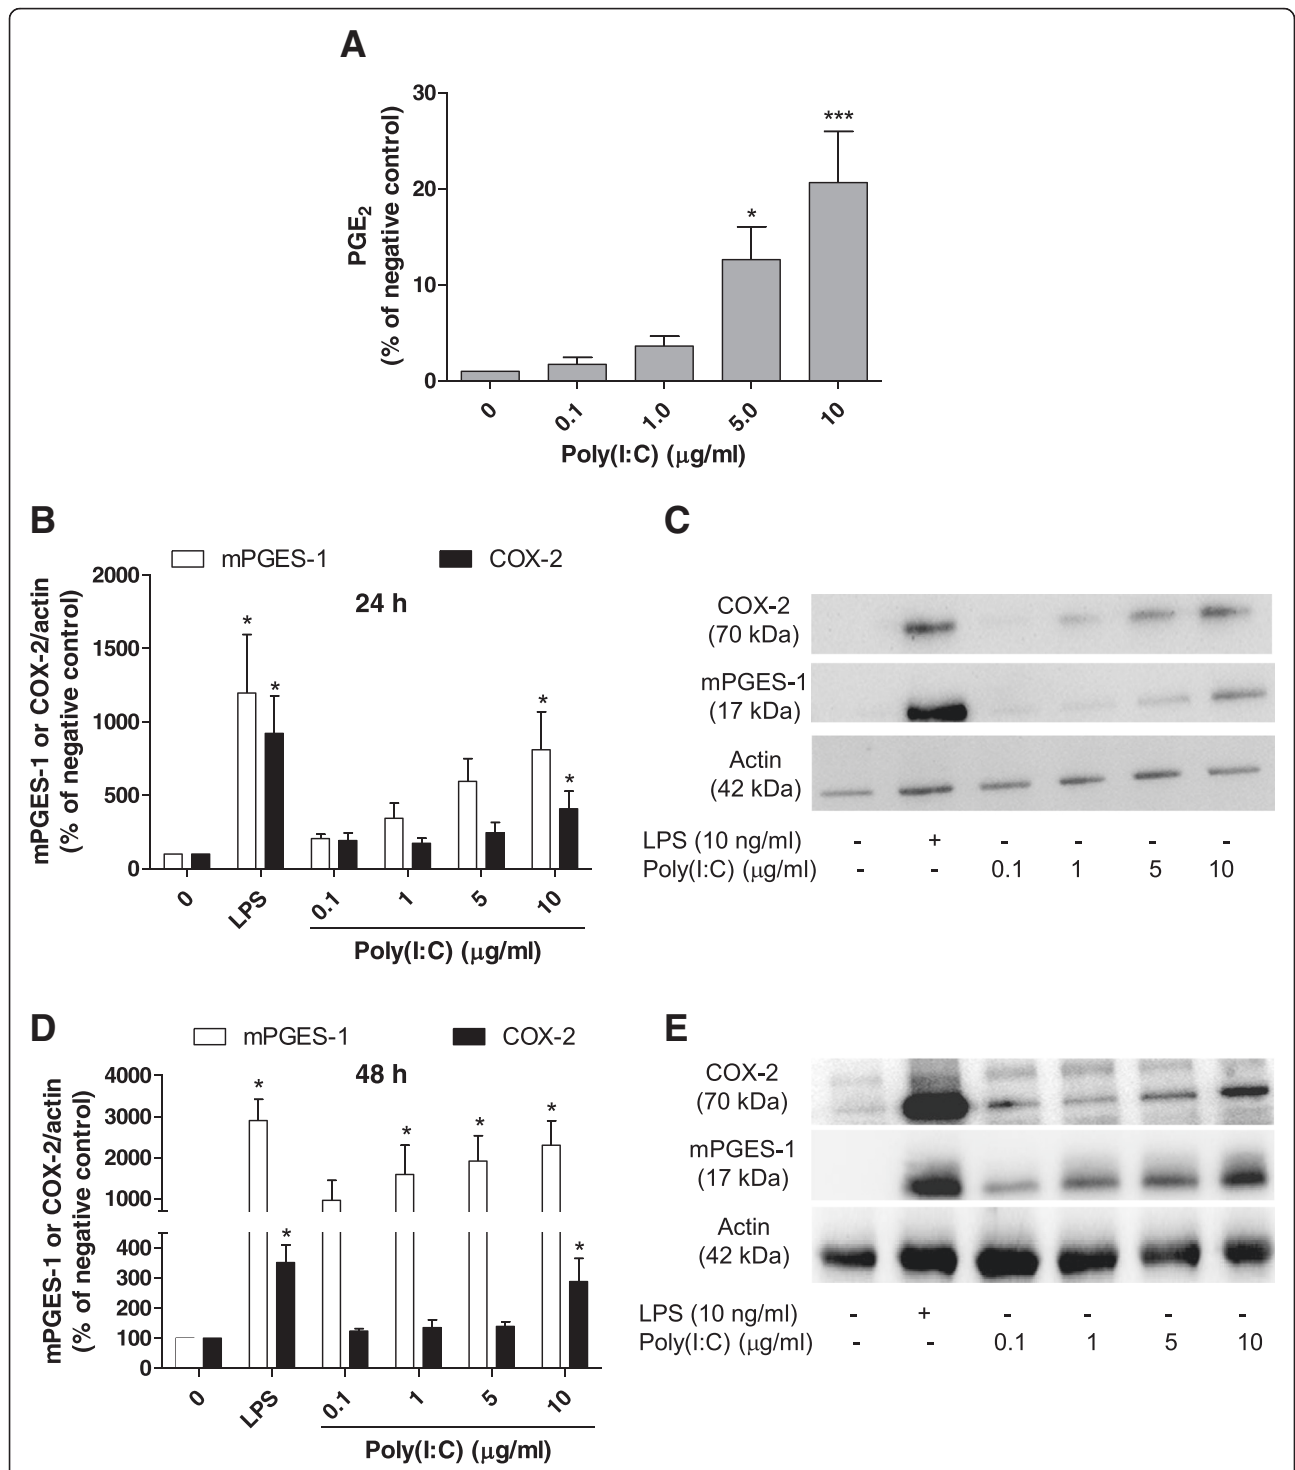 A
30
20
10
0
PGE2
(% of negative control)
*
***
0 0.1 1.0 5.0 10
Poly(I:C) (μg/ml)
B
mPGES-1 COX-2
24 h
2000
1500
1000
500
0
mPGES-1 or COX-2/actin
(% of negative control)
* * * *
0 LPS 0.1 1 5 10
Poly(I:C) (μg/ml)
C
COX-2
(70 kDa)
mPGES-1
(17 kDa)
Actin
(42 kDa)
LPS (10 ng/ml) - + - - - -
Poly(I:C) (μg/ml) - - 0.1 1 5 10
D
mPGES-1 COX-2
48 h
4000
3000
2000
1000
400
300
200
100
0
mPGES-1 or COX-2/actin
(% of negative control)
* * * * * *
0 LPS 0.1 1 5 10
Poly(I:C) (μg/ml)
E
COX-2
(70 kDa)
mPGES-1
(17 kDa)
Actin
(42 kDa)
LPS (10 ng/ml) - + - - - -
Poly(I:C) (μg/ml) - - 0.1 1 5 10